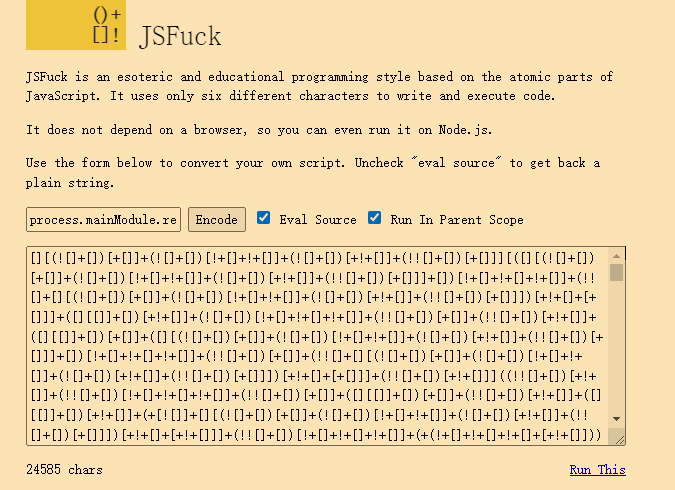 ()+
[]!
JSFuck
JSFuck is an esoteric and educational programming style based on the atomic parts of
JavaScript. It uses only six different characters to write and execute code.
It does not depend on a browser, so you can even run it on Node.js.
Use the form below to convert your own script. Uncheck "eval source" to get back a
plain string.
process.mainModule.re Encode Eval Source Run In Parent Scope
[][(![]+[])[+[]]+(![]+[])[!+[]+!+[]]+(![]+[])[+!+[]]+(!![]+[])[+[]]][([][(![]+[])
[+[]]+(![]+[])[!+[]+!+[]]+(![]+[])[+!+[]]+(!![]+[])[+[]]]+[])[!+[]+!+[]+!+[]]+(!!
[]+[][(![]+[])[+[]]+(![]+[])[!+[]+!+[]]+(![]+[])[+!+[]]+(!![]+[])[+[]]])[+!+[]+[+
[]]]+([][[]]+[])[+!+[]]+(![]+[])[!+[]+!+[]+!+[]]+(!![]+[])[+[]]+(!![]+[])[+!+[]]+
([][[]]+[])[+[]]+([][(![]+[])[+[]]+(![]+[])[!+[]+!+[]]+(![]+[])[+!+[]]+(!![]+[])[+
[]]]+[])[!+[]+!+[]+!+[]]+(!![]+[])[+[]]+(!![]+[][(![]+[])[+[]]+(![]+[])[!+[]+!+
[]]+(![]+[])[+!+[]]+(!![]+[])[+[]]])[+!+[]+[+[]]]+(!![]+[])[+!+[]]]((!![]+[])[+!+
[]]+(!![]+[])[!+[]+!+[]+!+[]]+(!![]+[])[+[]]+([][[]]+[])[+[]]+(!![]+[])[+!+[]]+([]
[[]]+[])[+!+[]]+(+[![]]+[][(![]+[])[+[]]+(![]+[])[!+[]+!+[]]+(![]+[])[+!+[]]+(!!
[]+[])[+[]]])[+!+[]+[+!+[]]]+(!![]+[])[!+[]+!+[]+!+[]]+(+(!+[]+!+[]+!+[]+[+!+[]]))
24585 chars Run This